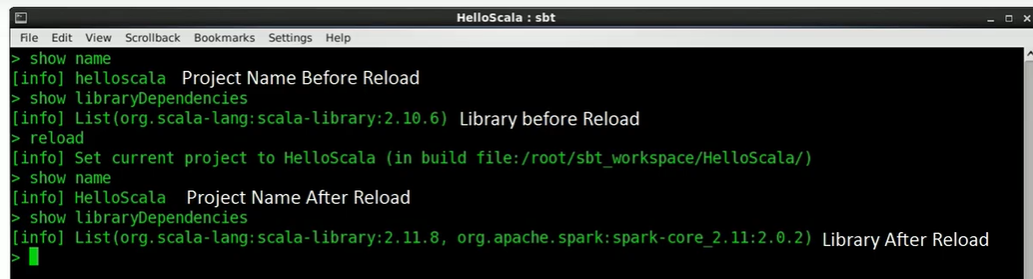 HelloScala : sbt
File Edit View Scrollback Bookmarks Settings Help
> show name
[info] helloscala Project Name Before Reload
> show libraryDependencies
[info] List(org.scala-lang:scala-library:2.10.6) Library before Reload
> reload
[info] Set current project to HelloScala (in build file:/root/sbt_workspace/HelloScala/)
> show name
[info] HelloScala Project Name After Reload
> show libraryDependencies
[info] List(org.scala-lang:scala-library:2.11.8, org.apache.spark:spark-core_2.11:2.0.2) Library After Reload
>